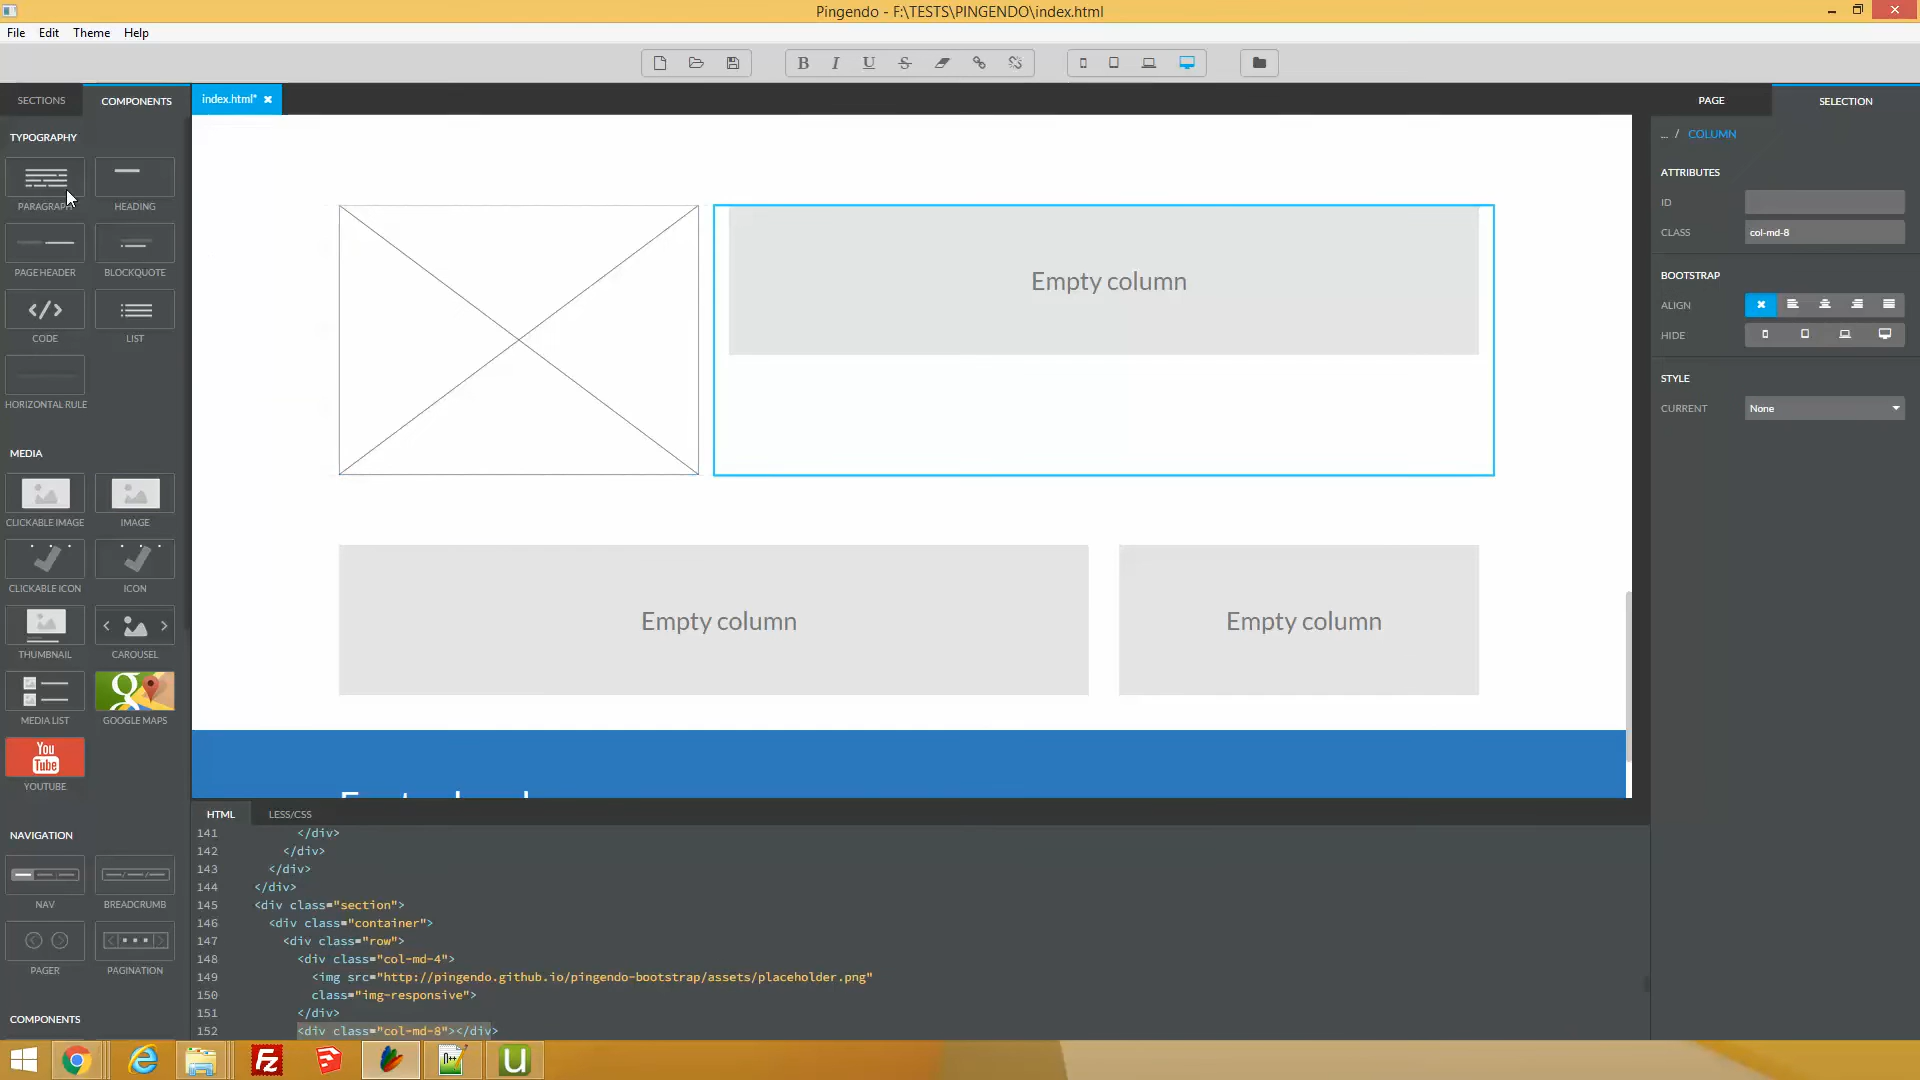 Pingendo - F:\TESTS\PINGENDO\index.html
File Edit Theme Help
B I U S
SECTIONS COMPONENTS
index.html* ×
PAGE SELECTION
... / COLUMN
TYPOGRAPHY
PARAGRAPH HEADING
PAGE HEADER BLOCKQUOTE
CODE LIST
HORIZONTAL RULE
MEDIA
CLICKABLE IMAGE IMAGE
CLICKABLE ICON ICON
THUMBNAIL CAROUSEL
MEDIA LIST GOOGLE MAPS
You
Tube
YOUTUBE
NAVIGATION
NAV BREADCRUMB
PAGER PAGINATION
COMPONENTS
Empty column
Empty column
Empty column
ATTRIBUTES
ID
CLASS col-md-8
BOOTSTRAP
ALIGN
HIDE
STYLE
CURRENT None
HTML LESS/CSS
141 </div>
142 </div>
143 </div>
144 </div>
145 <div class="section">
146 <div class="container">
147 <div class="row">
148 <div class="col-md-4">
149 <img src="http://pingendo.github.io/pingendo-bootstrap/assets/placeholder.png"
150 class="img-responsive">
151 </div>
152 <div class="col-md-8"></div>